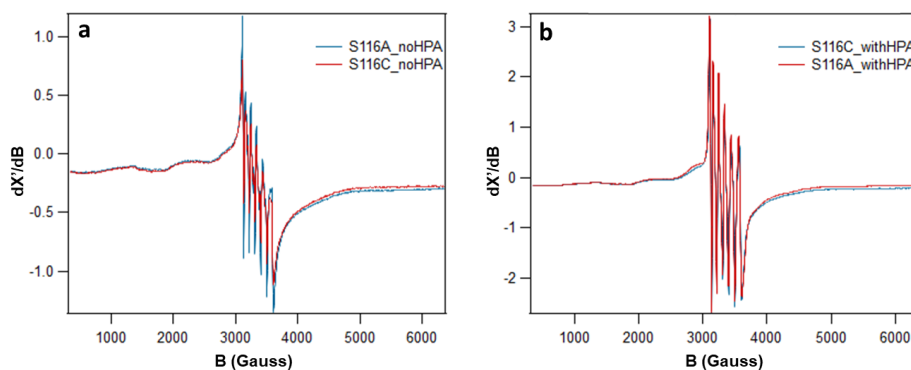 a
S116A_noHPA
S116C_noHPA
1.0
0.5
0.0
-0.5
-1.0
dX'/dB
1000 2000 3000 4000 5000 6000
B (Gauss)
b
S116C_withHPA
S116A_withHPA
3
2
1
0
-1
-2
dX'/dB
1000 2000 3000 4000 5000 6000
B (Gauss)